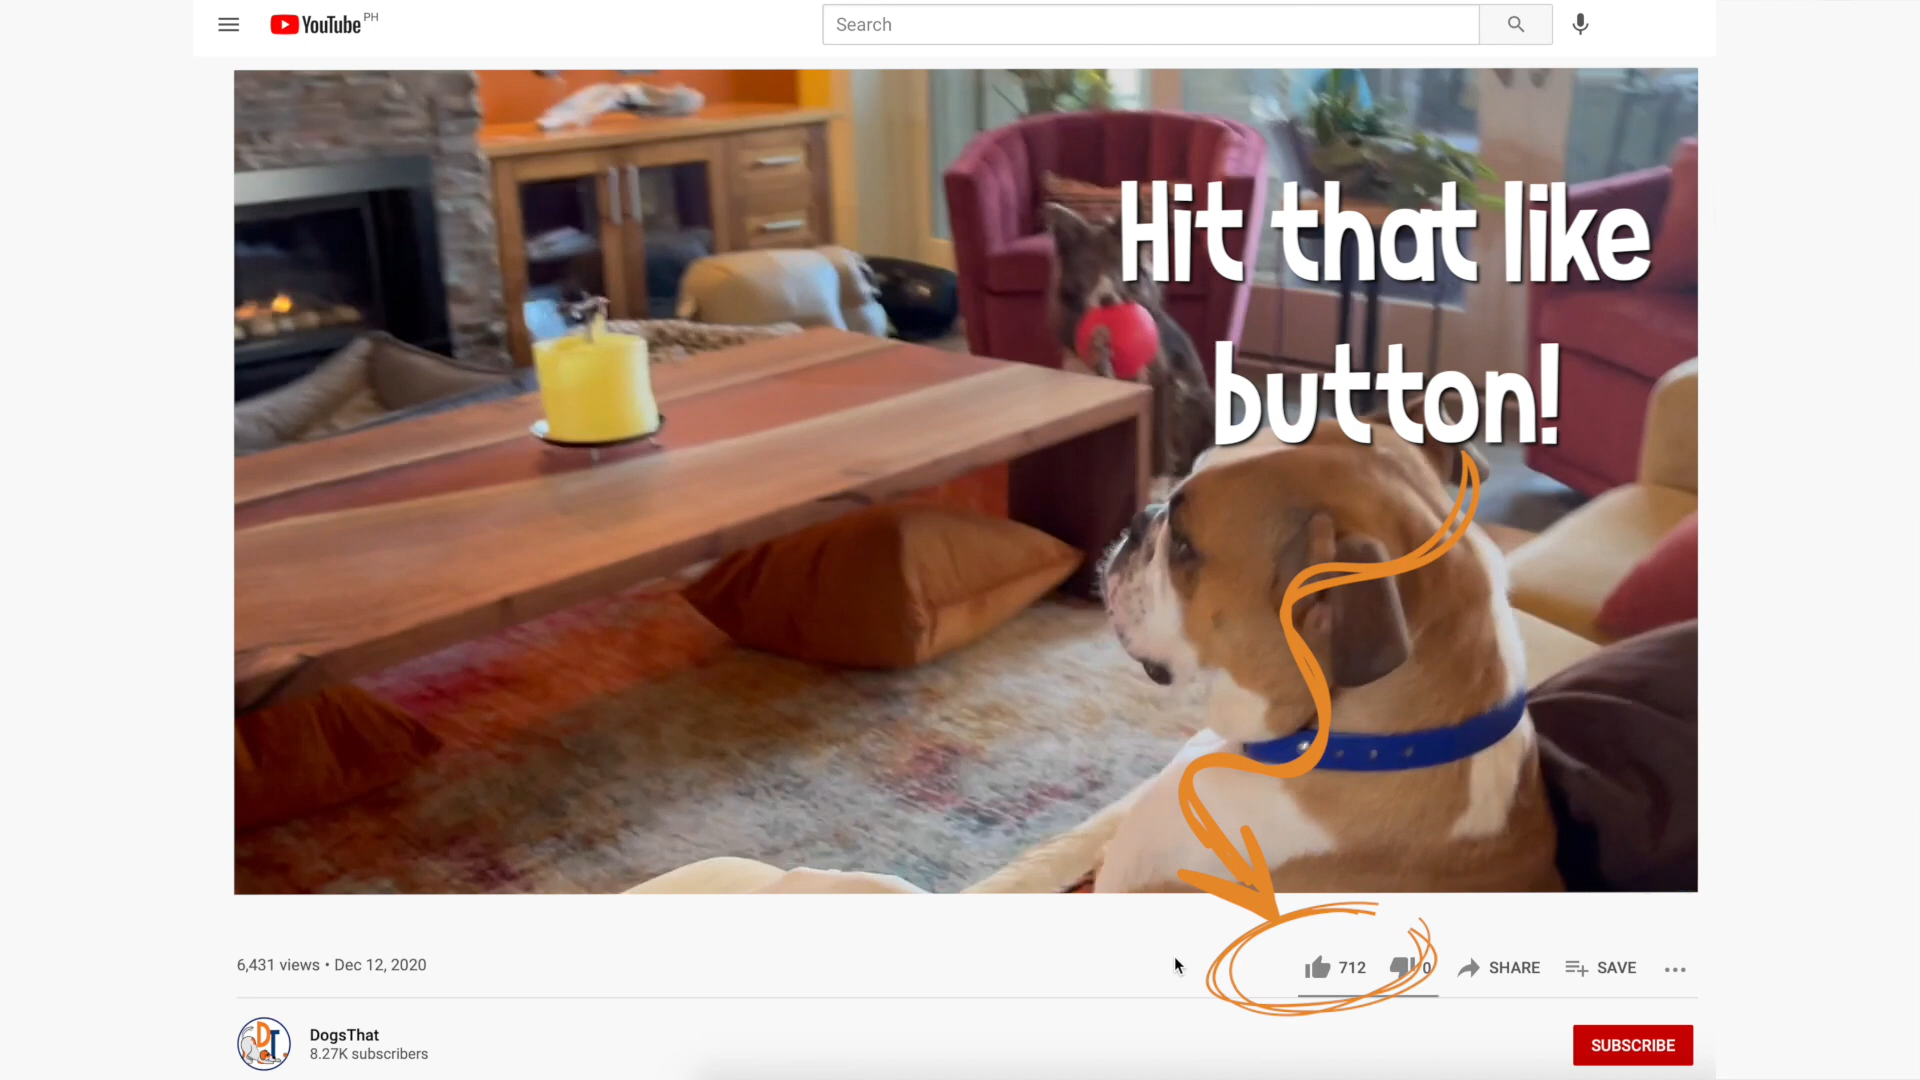 YouTube PH
Search
Hit that like
button!
6,431 views • Dec 12, 2020
712
0
SHARE
SAVE
DT
DogsThat
8.27K subscribers
SUBSCRIBE